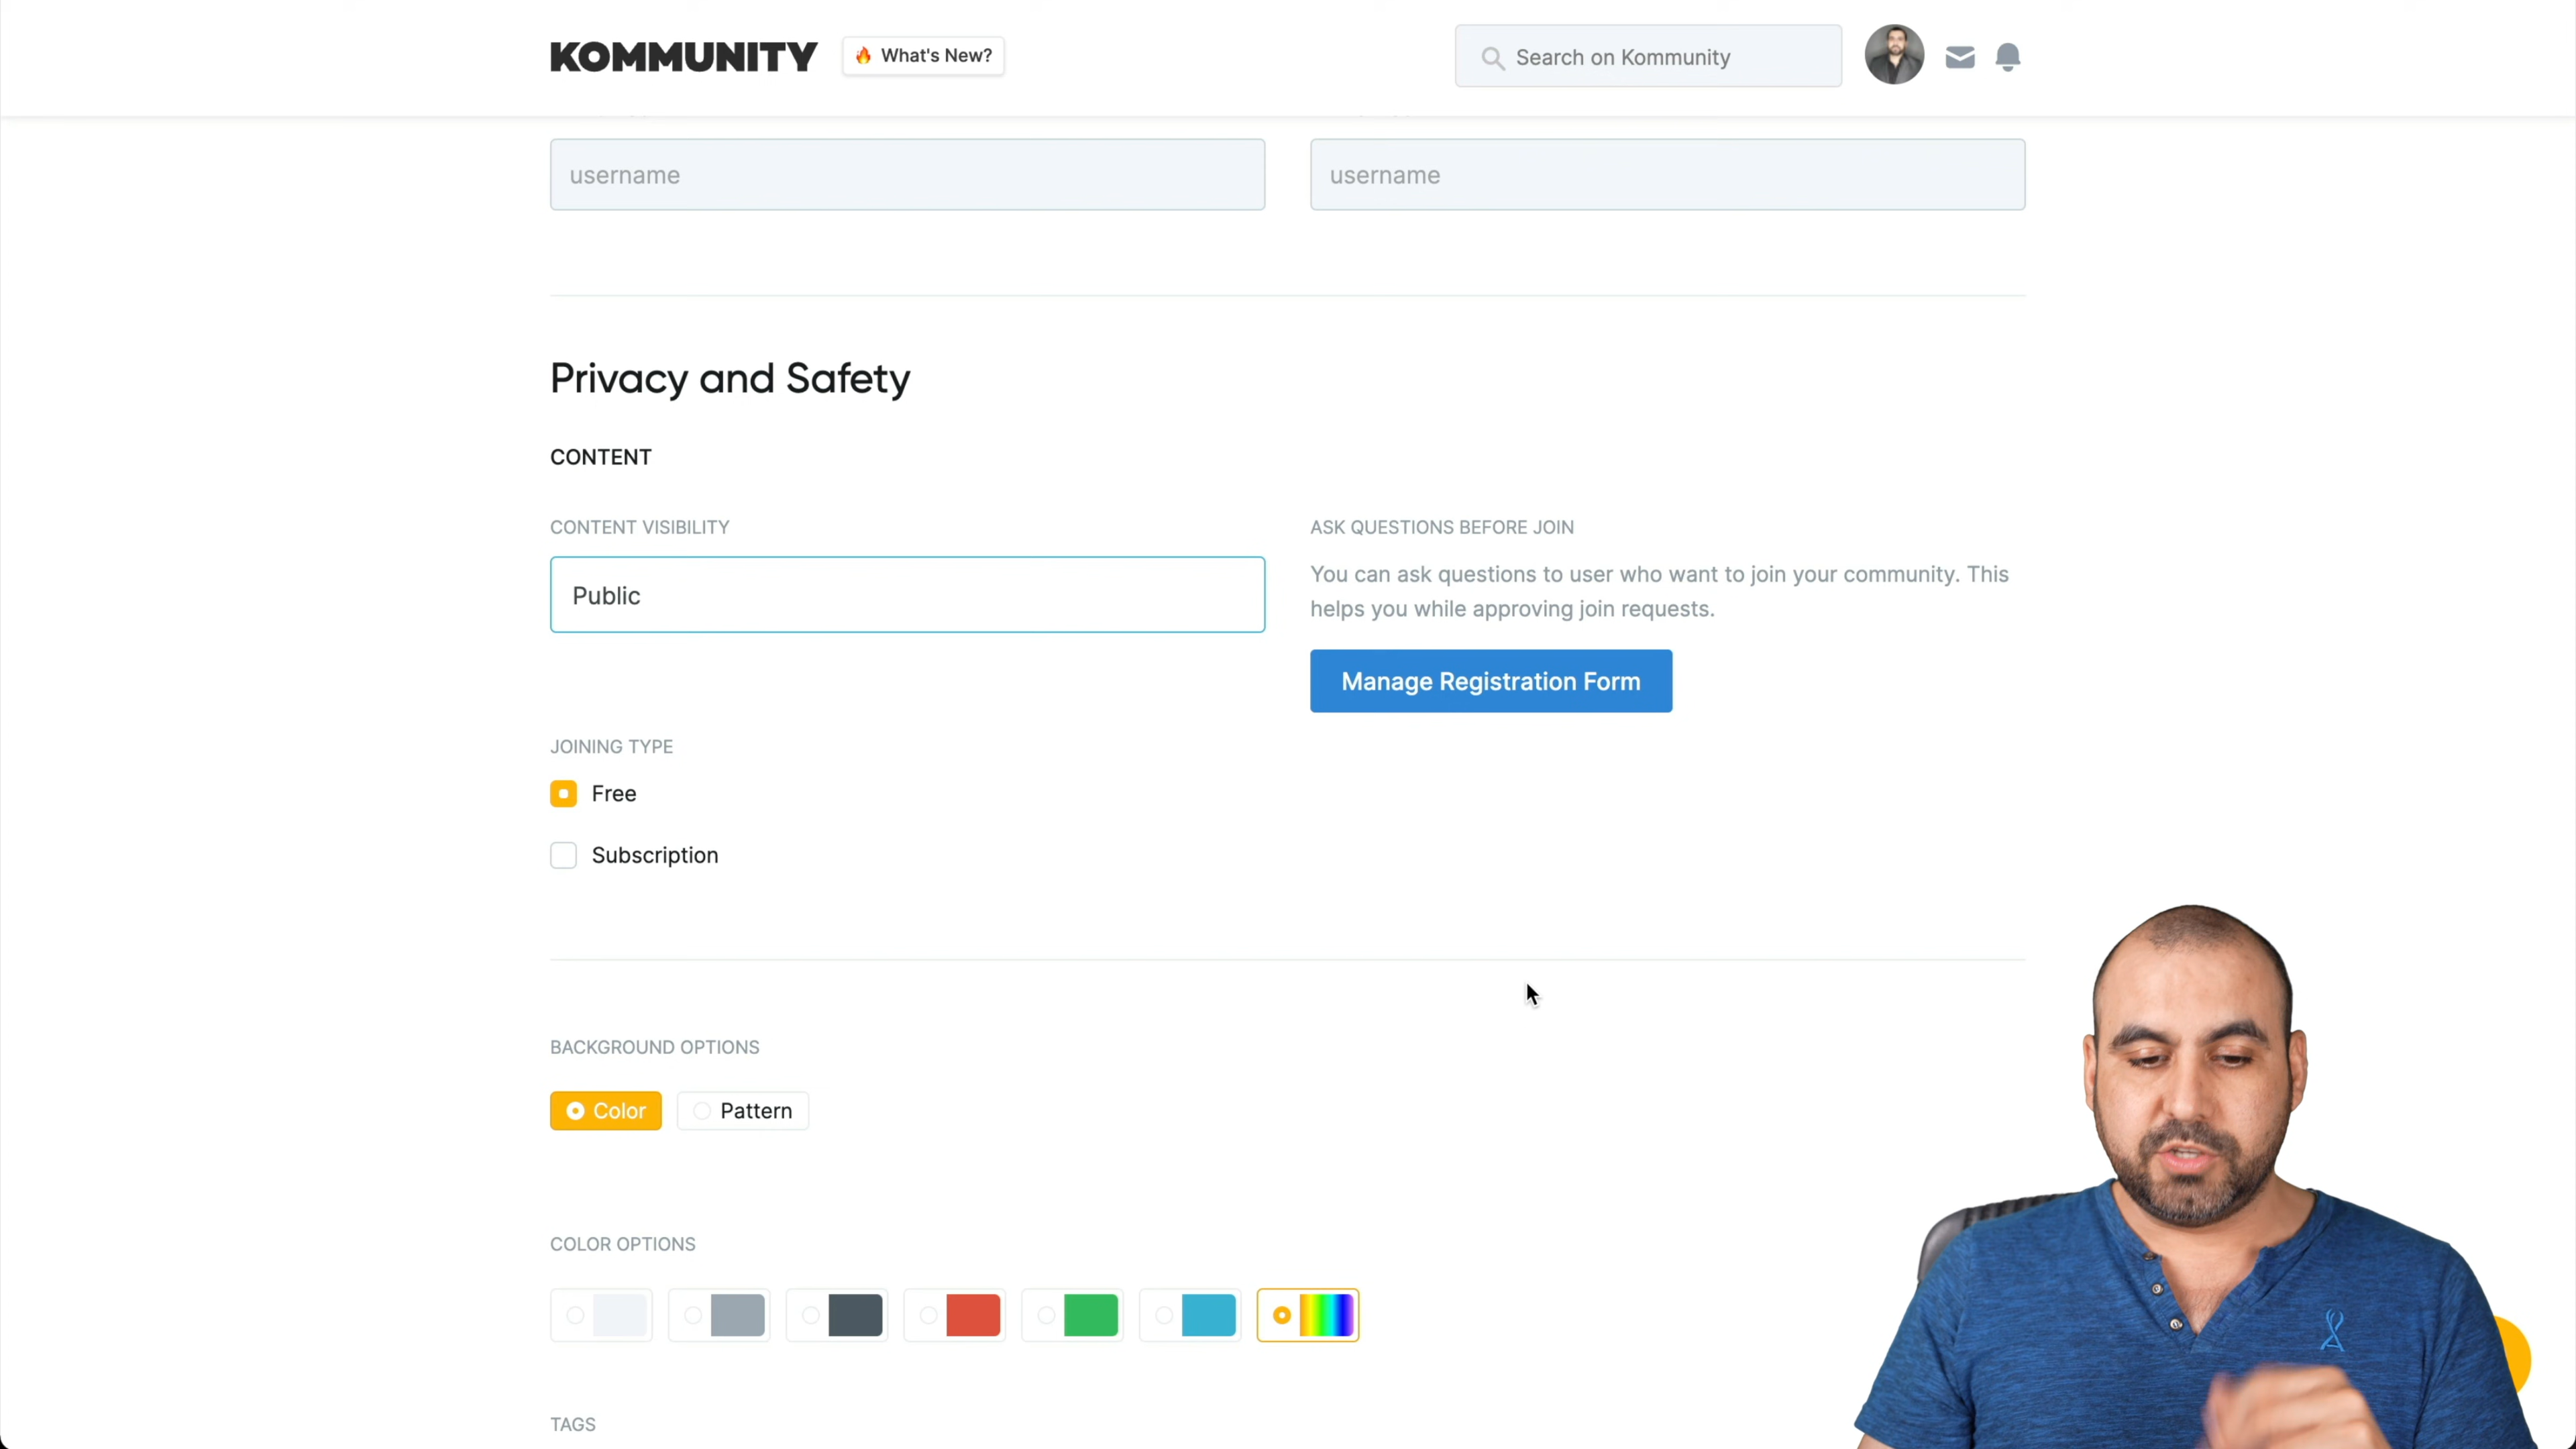 KOMMUNITY
What's New?
Search on Kommunity
username
username
Privacy and Safety
CONTENT
CONTENT VISIBILITY
Public
ASK QUESTIONS BEFORE JOIN
You can ask questions to user who want to join your community. This
helps you while approving join requests.
Manage Registration Form
JOINING TYPE
Free
Subscription
BACKGROUND OPTIONS
Color
Pattern
COLOR OPTIONS
TAGS